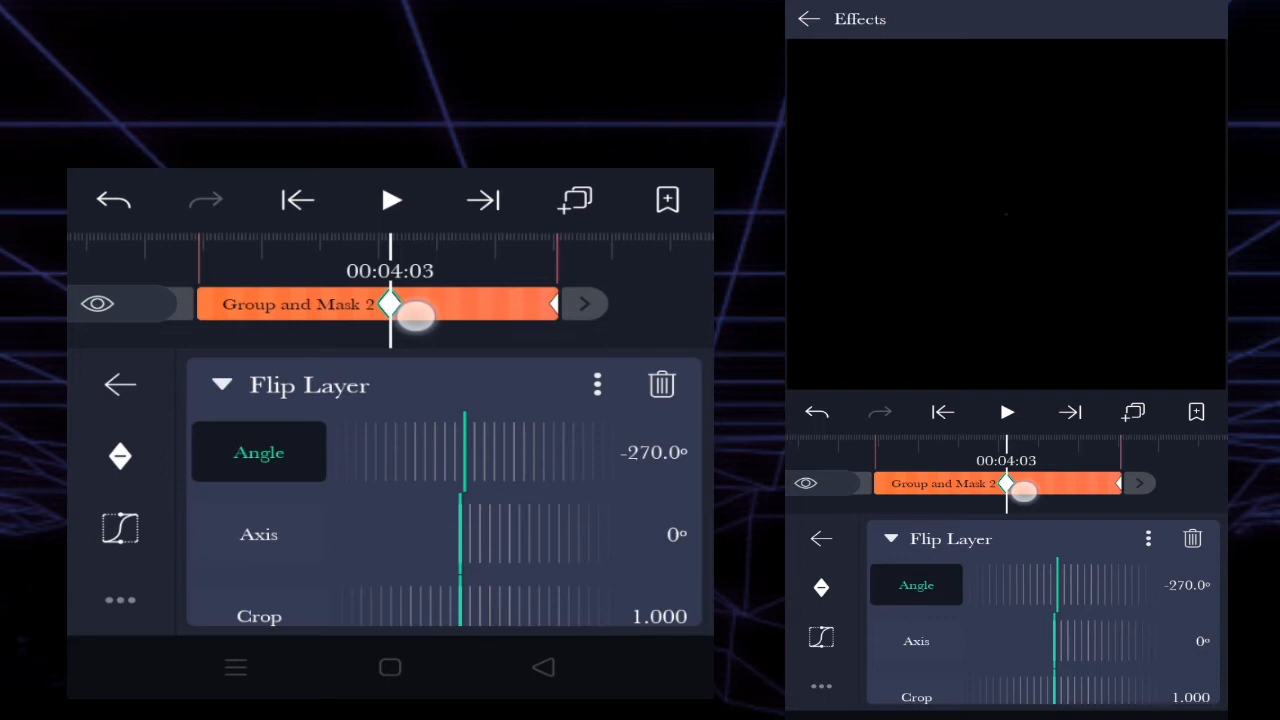 00:04:03
Group and Mask 2
Flip Layer
Angle
-270.0º
Axis
0º
Crop
1.000
Effects
00:04:03
Group and Mask 2
Flip Layer
Angle
-270.0º
Axis
0º
Crop
1.000